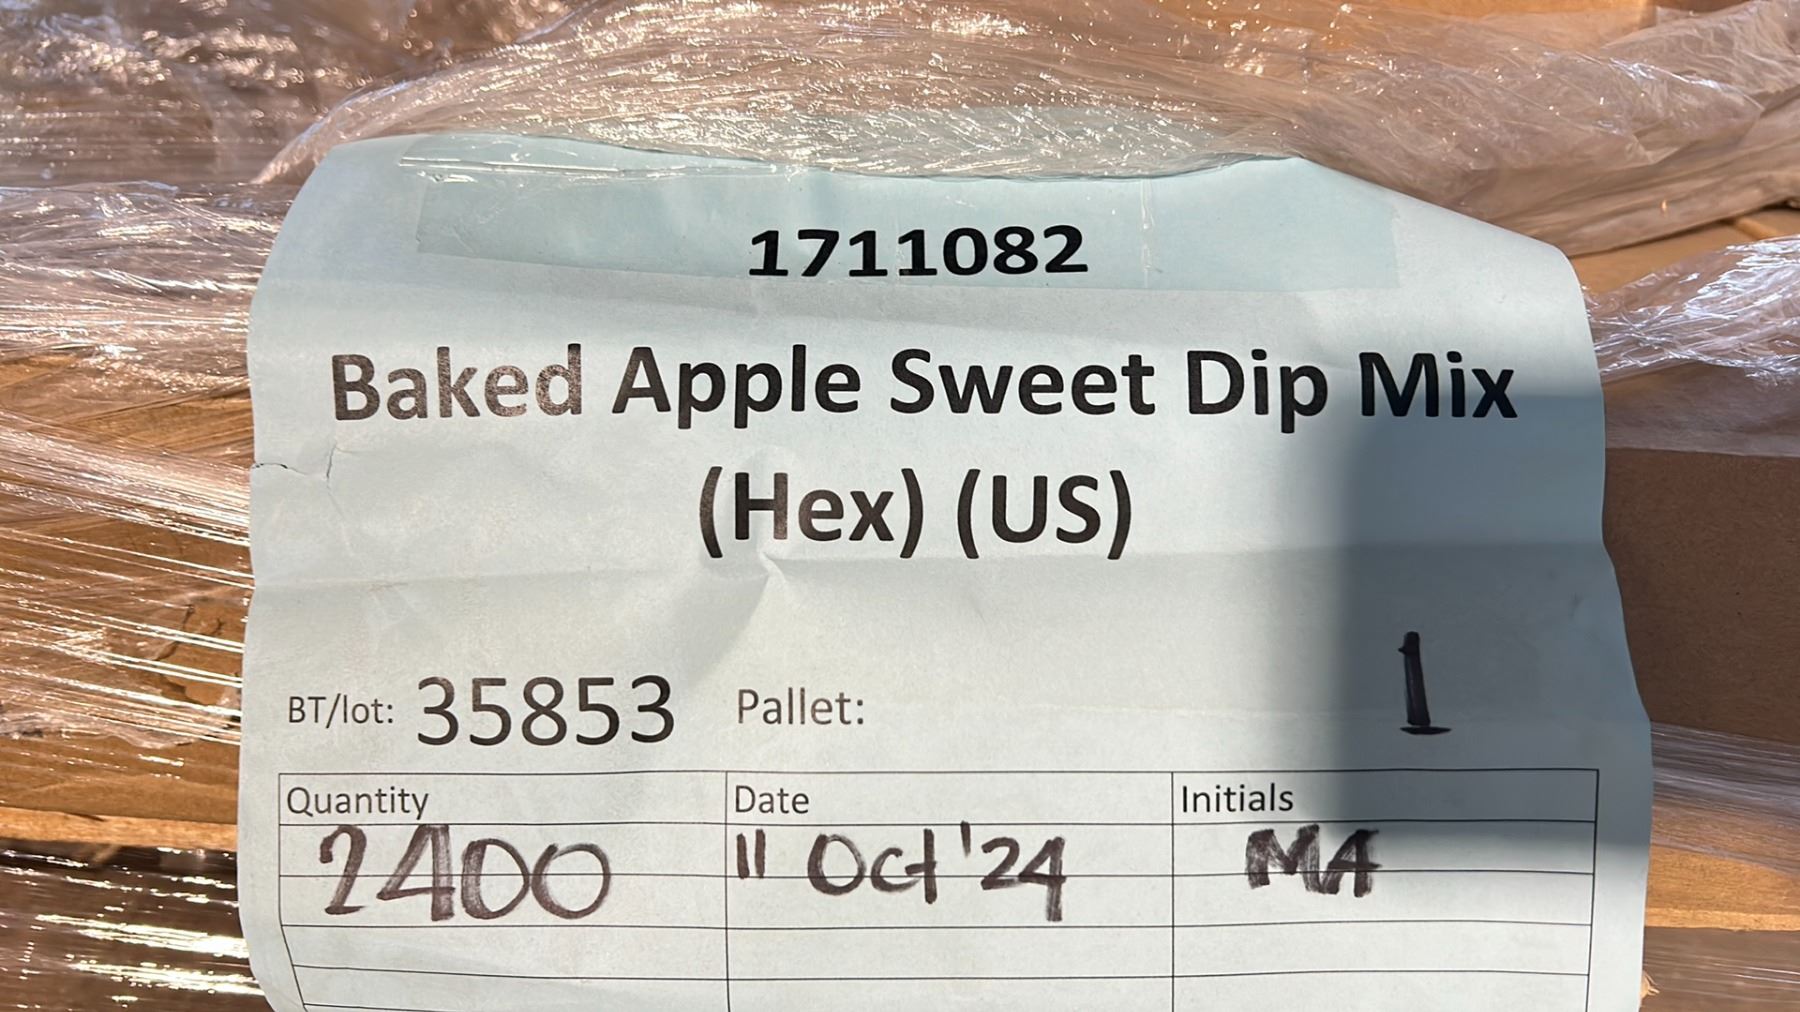 1711082
Baked Apple Sweet Dip Mix
(Hex) (US)
BT/lot: 35853 Pallet: 1
Quantity Date Initials
2400 11 Oct '24 MA